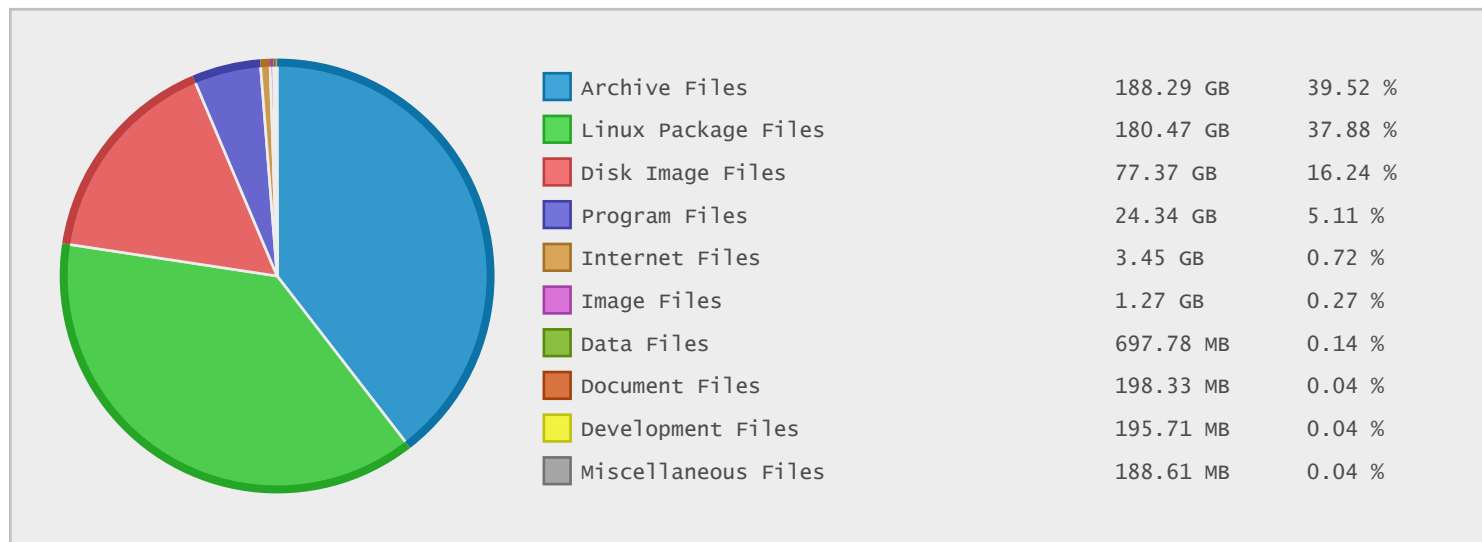 Archive Files 188.29 GB 39.52 %
Linux Package Files 180.47 GB 37.88 %
Disk Image Files 77.37 GB 16.24 %
Program Files 24.34 GB 5.11 %
Internet Files 3.45 GB 0.72 %
Image Files 1.27 GB 0.27 %
Data Files 697.78 MB 0.14 %
Document Files 198.33 MB 0.04 %
Development Files 195.71 MB 0.04 %
Miscellaneous Files 188.61 MB 0.04 %